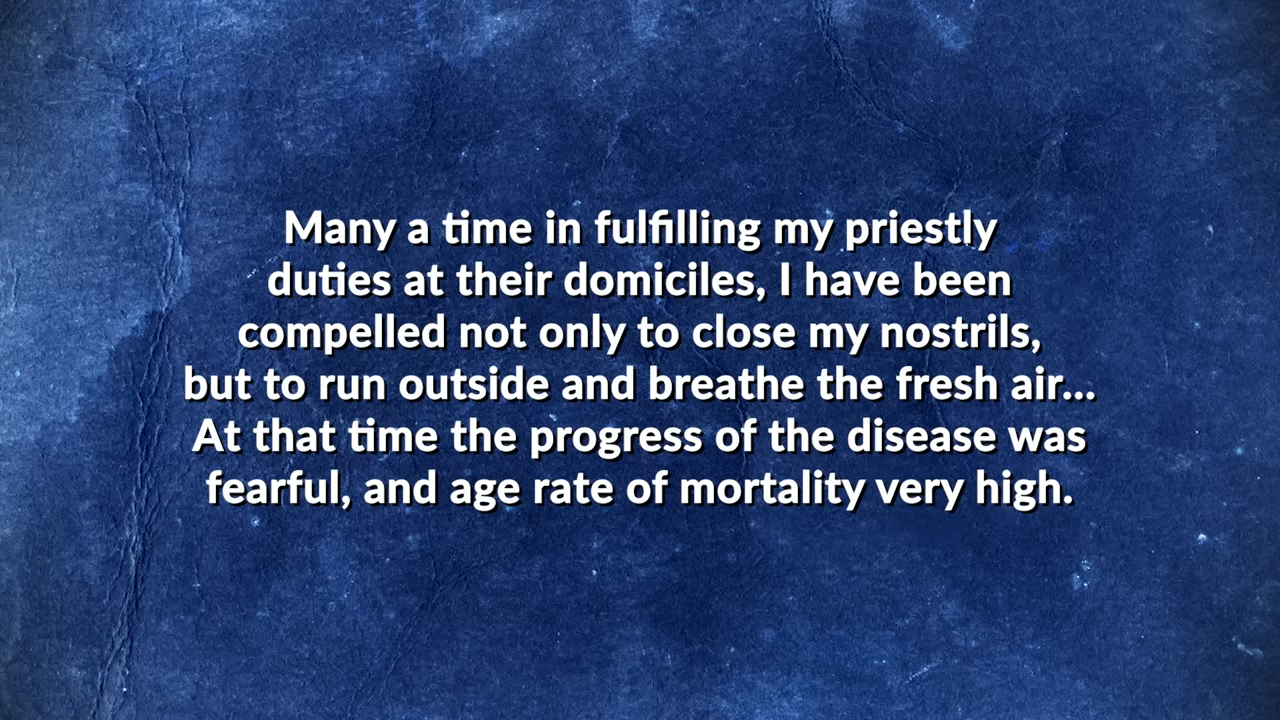 Many a time in fulfilling my priestly
duties at their domiciles, I have been
compelled not only to close my nostrils,
but to run outside and breathe the fresh air...
At that time the progress of the disease was
fearful, and age rate of mortality very high.